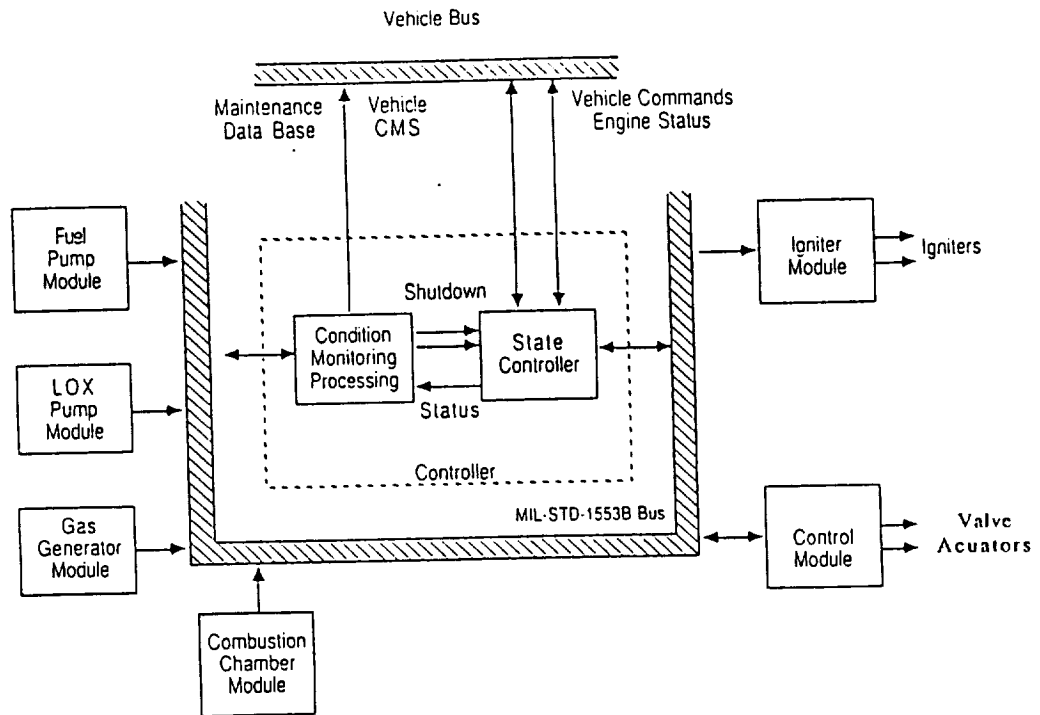 Vehicle Bus
Maintenance
Data Base
Vehicle
CMS
Vehicle Commands
Engine Status
Fuel
Pump
Module
Igniter
Module
Igniters
Shutdown
Condition
Monitoring
Processing
State
Controller
Status
LOX
Pump
Module
Controller
MIL-STD-1553B Bus
Gas
Generator
Module
Control
Module
Valve
Acuators
Combustion
Chamber
Module